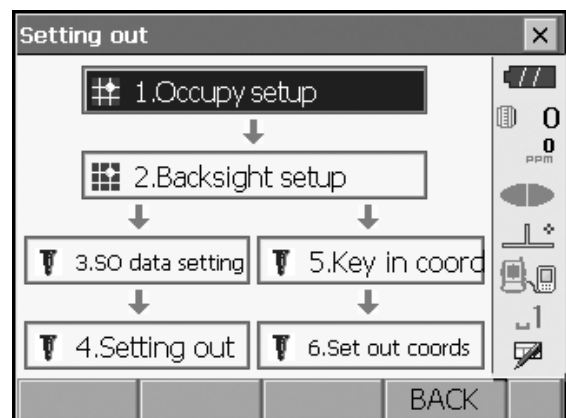 Setting out
1.Occupy setup
0
0
PPM
2.Backsight setup
3.SO data setting
5.Key in coord
4.Setting out
6.Set out coords
1
BACK